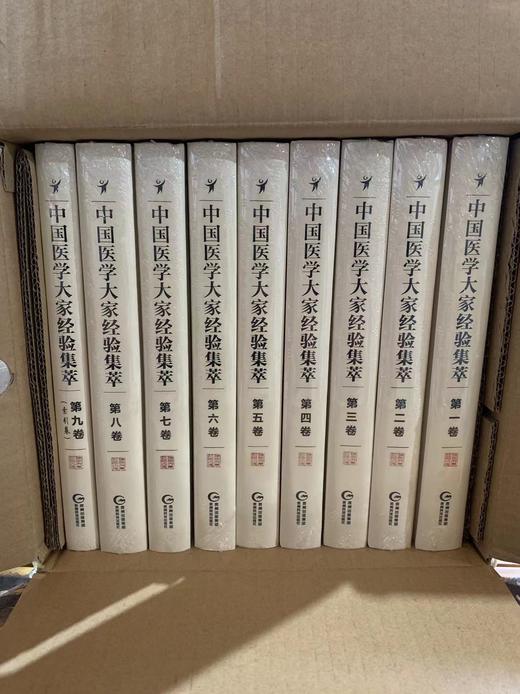 中国医学大家经验集萃
第九卷
(索引卷)
中国医学大家经验集萃
第八卷
中国医学大家经验集萃
第七卷
中国医学大家经验集萃
第六卷
中国医学大家经验集萃
第五卷
中国医学大家经验集萃
第四卷
中国医学大家经验集萃
第三卷
中国医学大家经验集萃
第二卷
中国医学大家经验集萃
第一卷